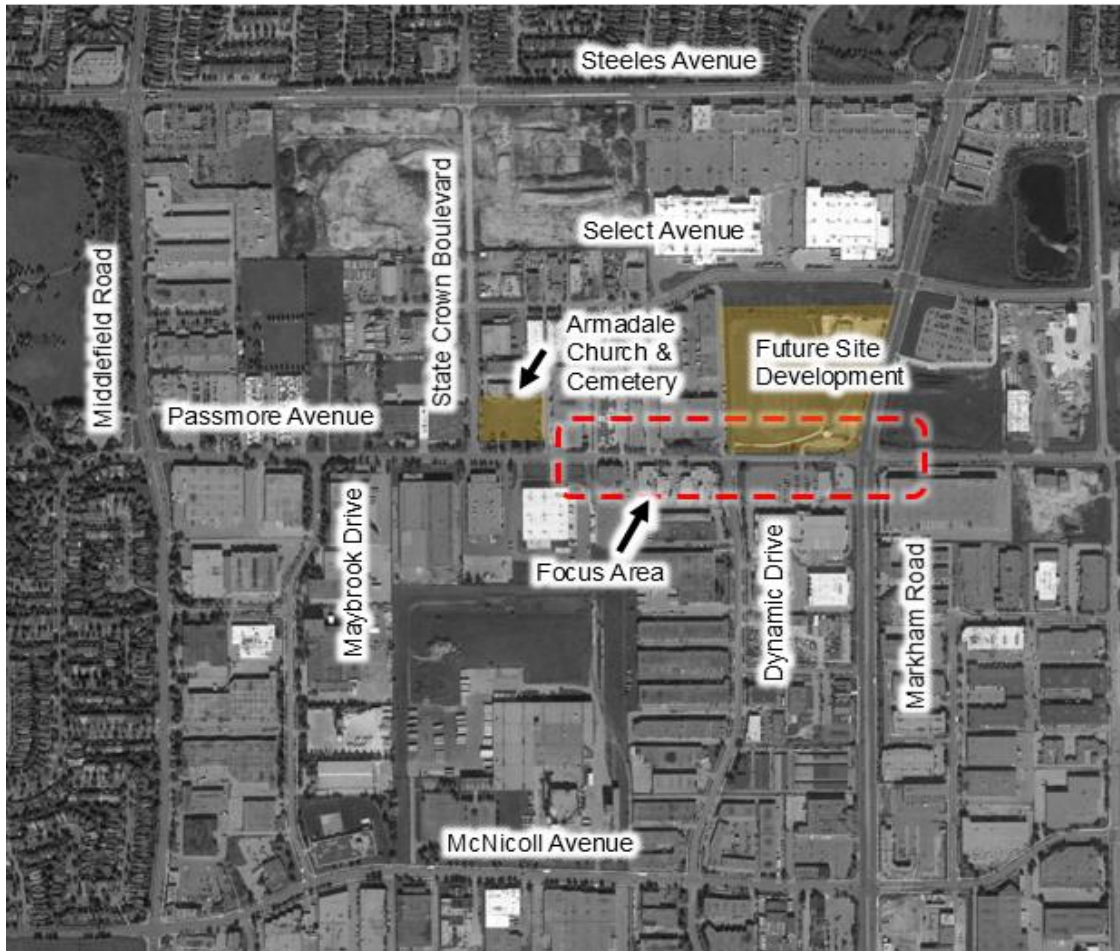 Steeles Avenue
State Crown Boulevard
Select Avenue
Middlefield Road
Armadale
Church &
Cemetery
Future Site
Development
Passmore Avenue
Maybrook Drive
Focus Area
Dynamic Drive
Markham Road
McNicoll Avenue